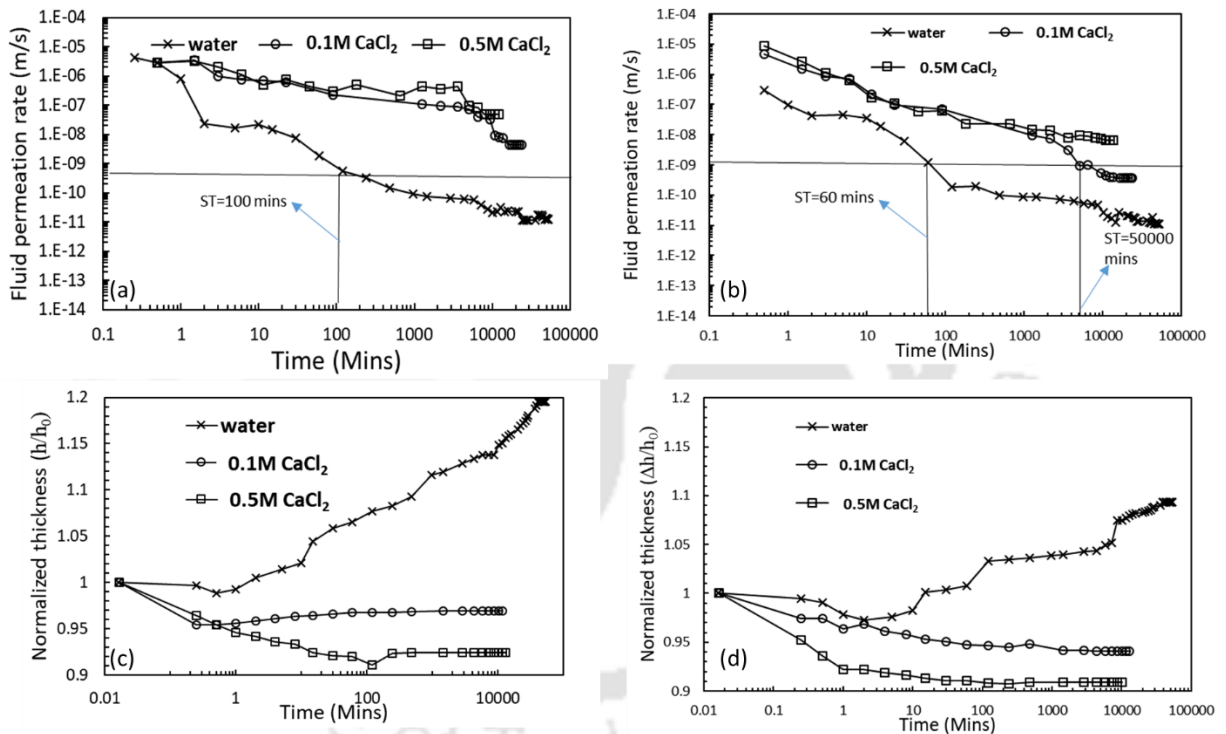 1.E-04
1.E-05
1.E-06
1.E-07
1.E-08
1.E-09
1.E-10
1.E-11
1.E-12
1.E-13
1.E-14
Fluid permeation rate (m/s)
water
0.1M CaCl₂
0.5M CaCl₂
ST=100 mins
(a)
0.1 1 10 100 1000 10000 100000
Time (Mins)
1.E-04
1.E-05
1.E-06
1.E-07
1.E-08
1.E-09
1.E-10
1.E-11
1.E-12
1.E-13
1.E-14
Fluid permeation rate (m/s)
water
0.1M CaCl₂
0.5M CaCl₂
ST=60 mins
ST=50000
mins
(b)
0.1 1 10 100 1000 10000 100000
Time (Mins)
1.2
1.15
1.1
1.05
1
0.95
0.9
Normalized thickness (h/h₀)
water
0.1M CaCl₂
0.5M CaCl₂
(c)
0.01 1 100 10000
Time (Mins)
1.2
1.1
1
0.9
Normalized thickness (Δh/h₀)
water
0.1M CaCl₂
0.5M CaCl₂
(d)
0.01 0.1 1 10 100 1000 10000 100000
Time (Mins)